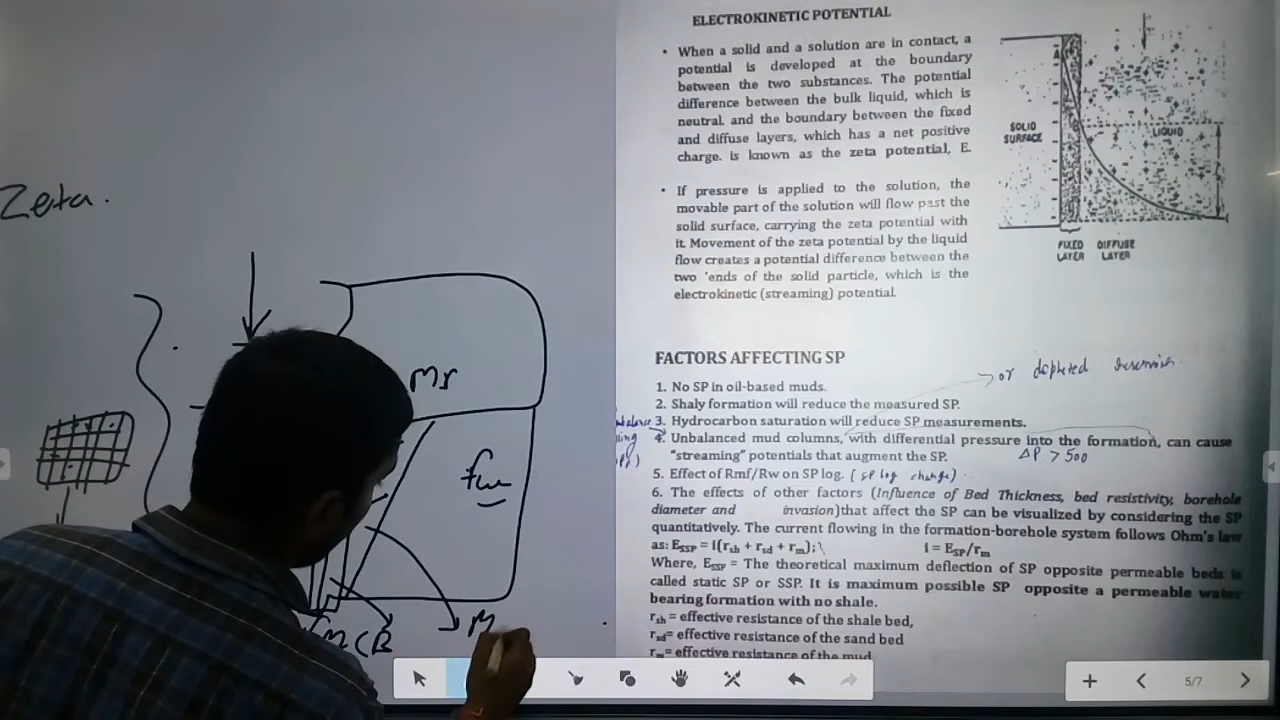 Zeta.
Mr
ELECTROKINETIC POTENTIAL
• When a solid and a solution are in contact, a
potential is developed at the boundary
between the two substances. The potential
difference between the bulk liquid, which is
neutral and the boundary between the fixed
and diffuse layers, which has a net positive
charge. is known as the zeta potential, E.
• If pressure is applied to the solution, the
movable part of the solution will flow past the
solid surface, carrying the zeta potential with
it. Movement of the zeta potential by the liquid
flow creates a potential difference between the
two 'ends of the solid particle, which is the
electrokinetic (streaming) potential.
SOLID
SURFACE
LIQUID
FIXED DIFFUSE
LAYER LAYER
FACTORS AFFECTING SP
or depleted
1. No SP in oil-based muds.
2. Shaly formation will reduce the measured SP.
3. Hydrocarbon saturation will reduce SP measurements.
4. Unbalanced mud columns, with differential pressure into the formation, can cause
"streaming" potentials that augment the SP.
ΔP > 500
5. Effect of Rmf/Rw on SP log. (SP log change).
6. The effects of other factors (Influence of Bed Thickness, bed resistivity, borehole
diameter and invasion)that affect the SP can be visualized by considering the SP
quantitatively. The current flowing in the formation-borehole system follows Ohm's law
as: ESSP = i(rsh + rsd + rm); i = ESP/rm
Where, ESSP = The theoretical maximum deflection of SP opposite permeable beds is
called static SP or SSP. It is maximum possible SP opposite a permeable water
bearing formation with no shale.
rsh = effective resistance of the shale bed,
rsd= effective resistance of the sand bed
rm= effective resistance of the mud
5/7